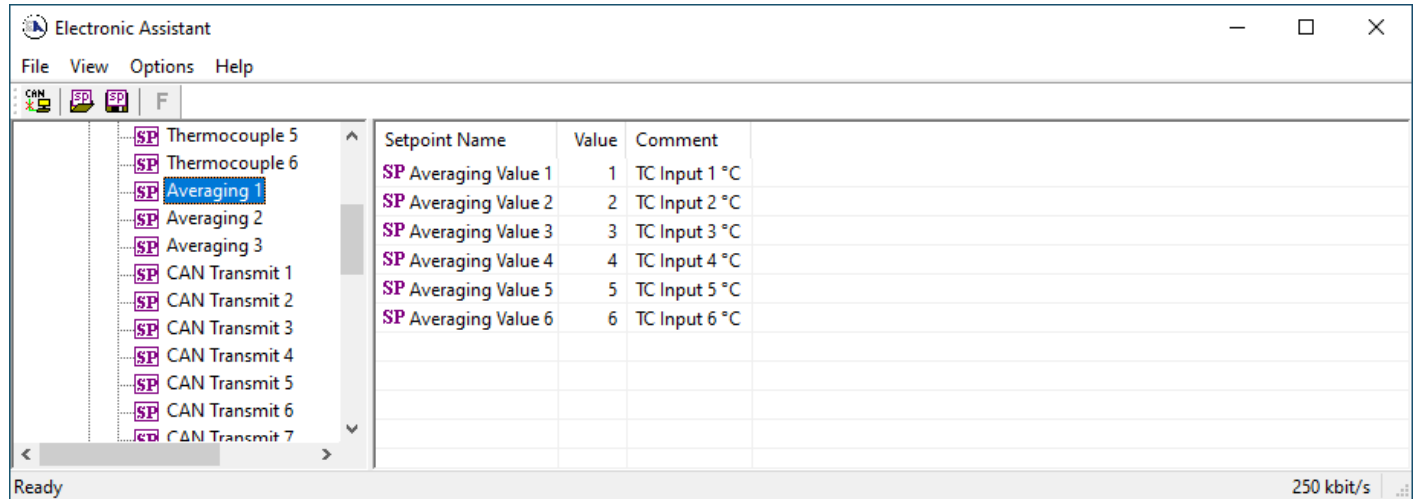 Electronic Assistant
File View Options Help
CAN SP SP F
SP Thermocouple 5
SP Thermocouple 6
SP Averaging 1
SP Averaging 2
SP Averaging 3
SP CAN Transmit 1
SP CAN Transmit 2
SP CAN Transmit 3
SP CAN Transmit 4
SP CAN Transmit 5
SP CAN Transmit 6
SP CAN Transmit 7
Setpoint Name Value Comment
SP Averaging Value 1 1 TC Input 1 °C
SP Averaging Value 2 2 TC Input 2 °C
SP Averaging Value 3 3 TC Input 3 °C
SP Averaging Value 4 4 TC Input 4 °C
SP Averaging Value 5 5 TC Input 5 °C
SP Averaging Value 6 6 TC Input 6 °C
Ready 250 kbit/s